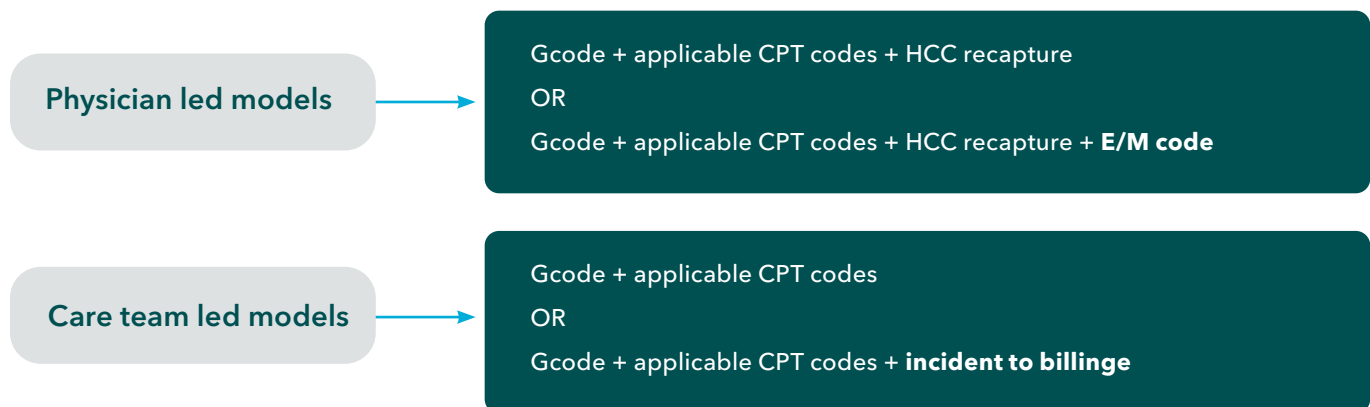 Physician led models
Gcode + applicable CPT codes + HCC recapture
OR
Gcode + applicable CPT codes + HCC recapture + E/M code
Care team led models
Gcode + applicable CPT codes
OR
Gcode + applicable CPT codes + incident to billinge